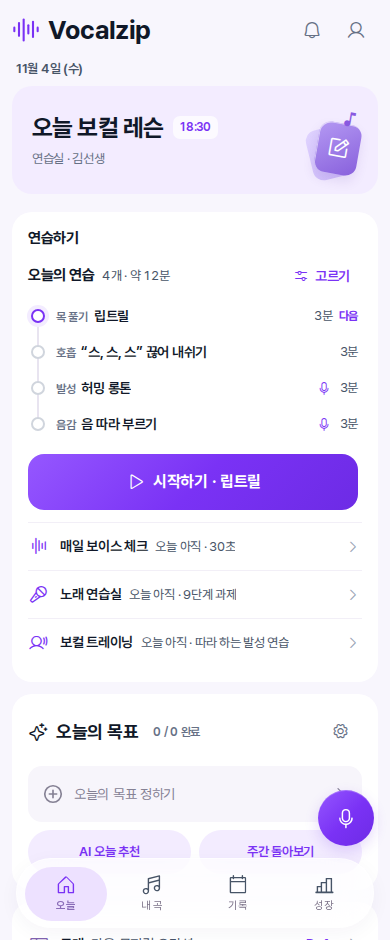 Vocalzip
11월 4일 (수)
오늘 보컬 레슨 18:30
연습실 · 김선생
연습하기
오늘의 연습 4개 · 약 12분 고르기
목 풀기 립트릴 3분 다음
호흡 “스, 스, 스” 끊어 내쉬기 3분
발성 허밍 롱톤 3분
음감 음 따라 부르기 3분
시작하기 · 립트릴
매일 보이스 체크 오늘 아직 · 30초
노래 연습실 오늘 아직 · 9단계 과제
보컬 트레이닝 오늘 아직 · 따라 하는 발성 연습
오늘의 목표 0 / 0 완료
오늘의 목표 정하기
AI 오늘 추천 주간 돌아보기
오늘 내 곡 기록 성장